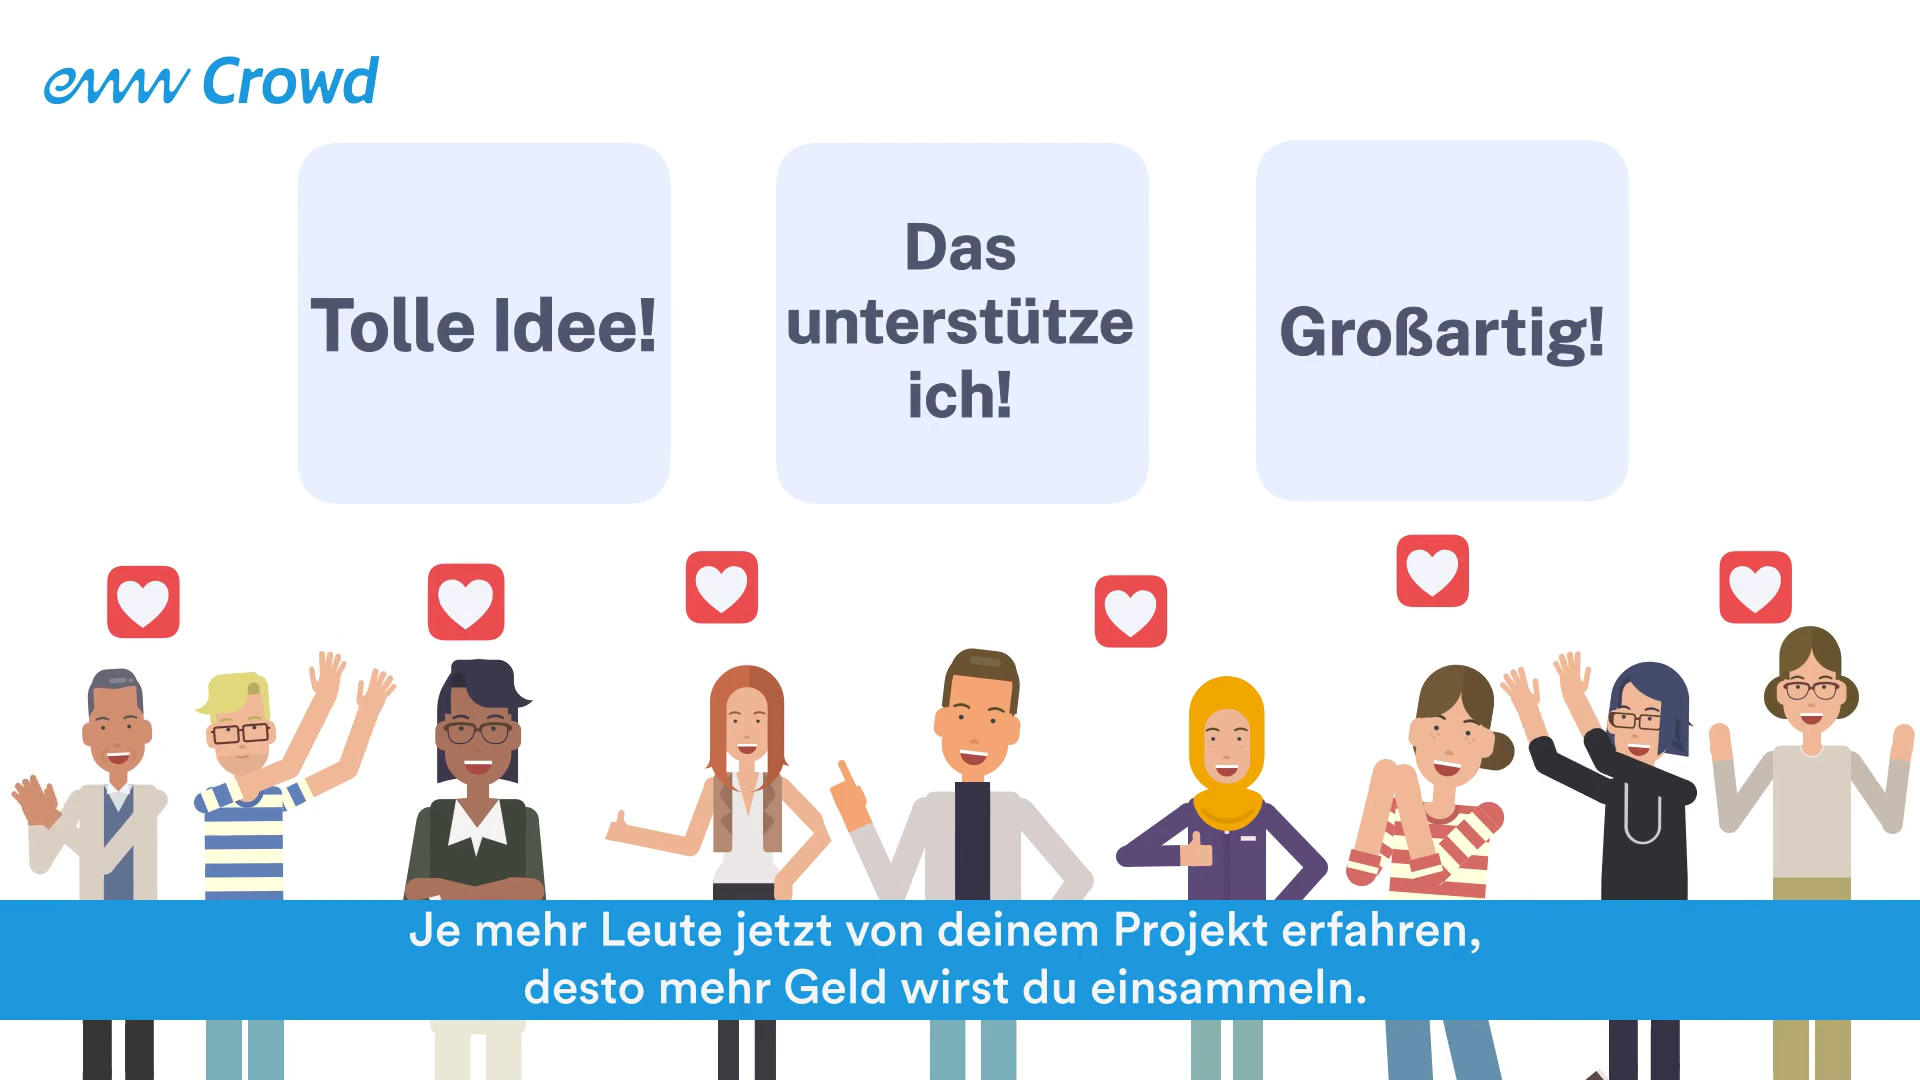 eww Crowd
Tolle Idee!
Das
unterstütze
ich!
Großartig!
Je mehr Leute jetzt von deinem Projekt erfahren,
desto mehr Geld wirst du einsammeln.